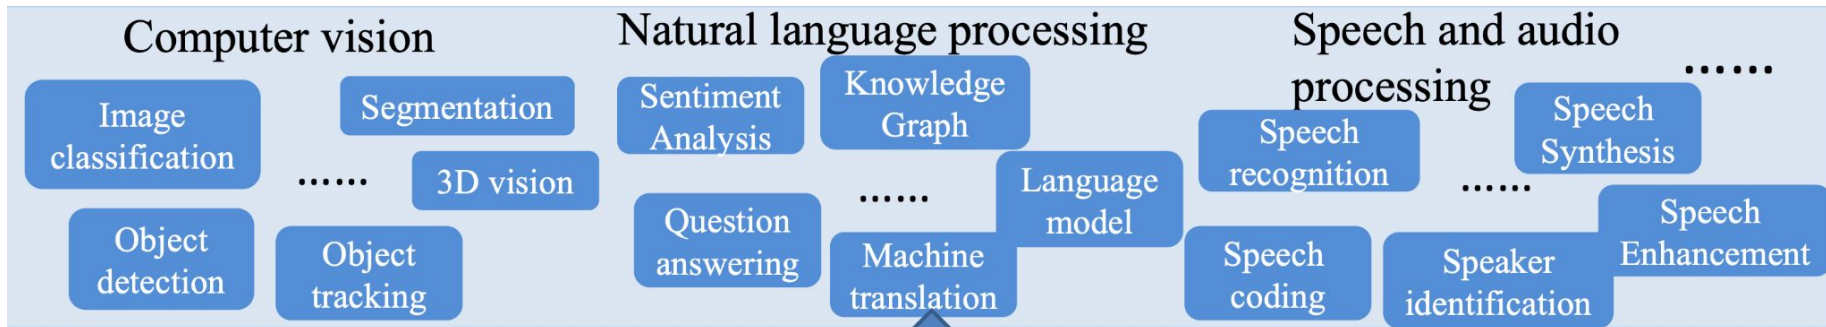 Computer vision
Image
classification
Segmentation
……
3D vision
Object
detection
Object
tracking
Natural language processing
Sentiment
Analysis
Knowledge
Graph
……
Language
model
Question
answering
Machine
translation
Speech and audio
processing
……
Speech
recognition
Speech
Synthesis
……
Speech
coding
Speaker
identification
Speech
Enhancement